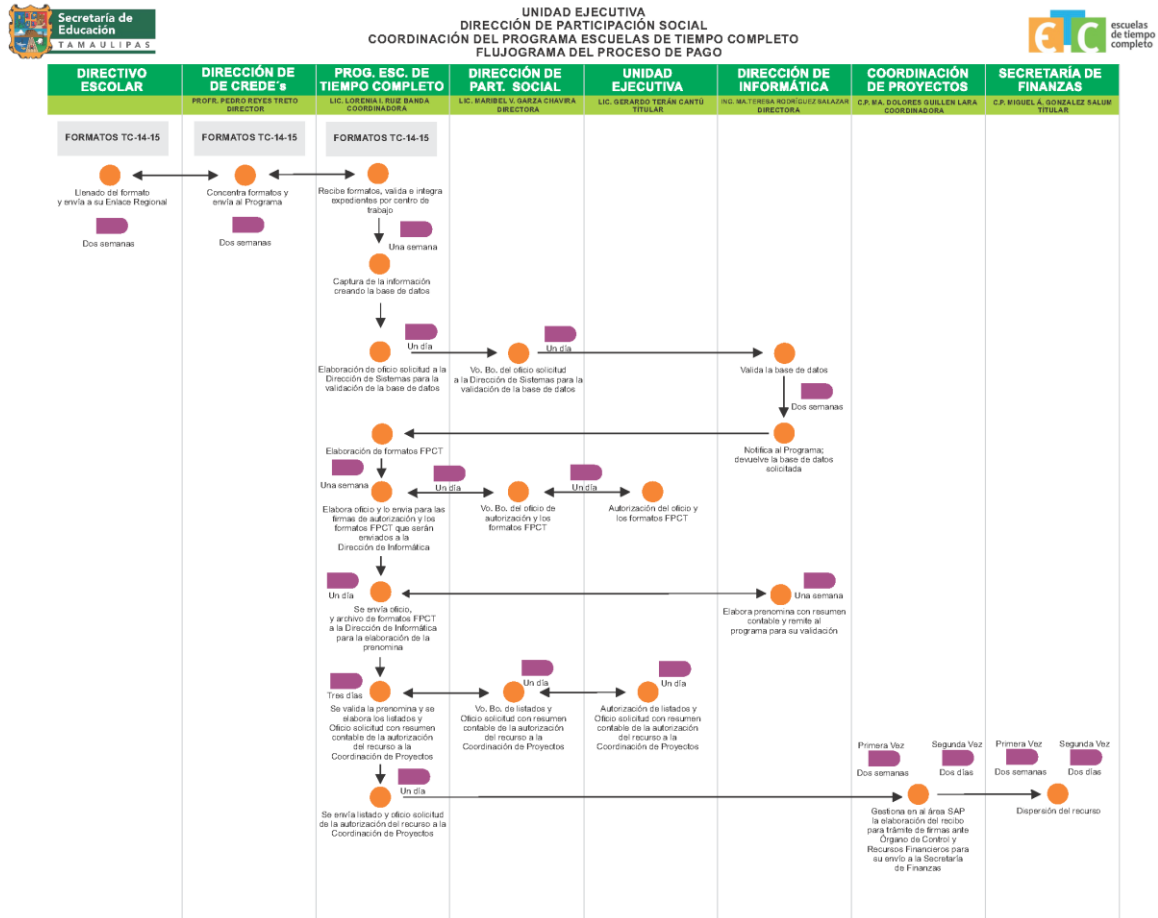 Secretaría de
Educación
TAMAULIPAS
UNIDAD EJECUTIVA
DIRECCIÓN DE PARTICIPACIÓN SOCIAL
COORDINACIÓN DEL PROGRAMA ESCUELAS DE TIEMPO COMPLETO
FLUJOGRAMA DEL PROCESO DE PAGO
ETC
escuelas
de tiempo
completo
DIRECTIVO
ESCOLAR
DIRECCIÓN DE
DE CREDE's
PROFR. PEDRO REYES TRETO
DIRECTOR
PROG. ESC. DE
TIEMPO COMPLETO
LIC. LORENIA I. RUIZ BANDA
COORDINADORA
DIRECCIÓN DE
PART. SOCIAL
LIC. MARIBEL V. GARZA CHAVIRA
DIRECTORA
UNIDAD
EJECUTIVA
LIC. GERARDO TERÁN CANTÚ
TÍTULAR
DIRECCIÓN DE
INFORMÁTICA
ING. MA.TERESA RODRÍGUEZ SALAZAR
DIRECTORA
COORDINACIÓN
DE PROYECTOS
C.P. MA. DOLORES GUILLEN LARA
COORDINADORA
SECRETARÍA DE
FINANZAS
C.P. MIGUEL Á. GONZALEZ SALUM
TÍTULAR
FORMATOS TC-14-15
FORMATOS TC-14-15
FORMATOS TC-14-15
Llenado del formato
y envía a su Enlace Regional
Dos semanas
Concentra formatos y
envía al Programa
Dos semanas
Recibe formatos, valida e integra
expedientes por centro de
trabajo
Una semana
Captura de la información
creando la base de datos
Un día
Elaboración de oficio solicitud a la
Dirección de Sistemas para la
validación de la base de datos
Un día
Vo. Bo. del oficio solicitud
a la Dirección de Sistemas para la
validación de la base de datos
Valida la base de datos
Dos semanas
Notifica al Programa;
devuelve la base de datos
solicitada
Elaboración de formatos FPCT
Una semana
Elabora oficio y lo envia para las
firmas de autorización y los
formatos FPCT que serán
enviados a la
Dirección de Informática
Un día
Vo. Bo. del oficio de
autorización y los
formatos FPCT
Un día
Autorización del oficio y
los formatos FPCT
Un día
Se envía oficio,
y archivo de formatos FPCT
a la Dirección de Informática
para la elaboración de la
prenomina
Una semana
Elabora prenomina con resumen
contable y remite al
programa para su validación
Tres días
Se valida la prenomina y se
elabora los listados y
Oficio solicitud con resumen
contable de la autorización
del recurso a la
Coordinación de Proyectos
Un día
Vo. Bo. de listados y
Oficio solicitud con resumen
contable de la autorización
del recurso a la
Coordinación de Proyectos
Un día
Autorización de listados y
Oficio solicitud con resumen
contable de la autorización
del recurso a la
Coordinación de Proyectos
Un día
Se envía listado y oficio solicitud
de la autorización del recurso a la
Coordinación de Proyectos
Primera Vez
Dos semanas
Segunda Vez
Dos días
Gestiona en al área SAP
la elaboración del recibo
para trámite de firmas ante
Órgano de Control y
Recursos Financieros para
su envío a la Secretaría
de Finanzas
Primera Vez
Dos semanas
Segunda Vez
Dos días
Dispersión del recurso